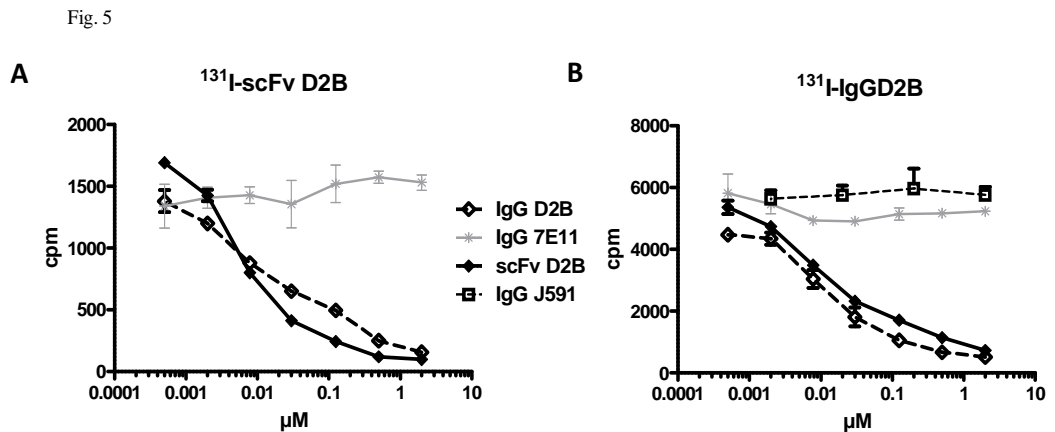 Fig. 5
A
¹³¹I-scFv D2B
2000
1500
1000
500
0
cpm
0.0001 0.001 0.01 0.1 1 10
µM
IgG D2B
IgG 7E11
scFv D2B
IgG J591
B
¹³¹I-IgGD2B
8000
6000
4000
2000
0
cpm
0.0001 0.001 0.01 0.1 1 10
µM